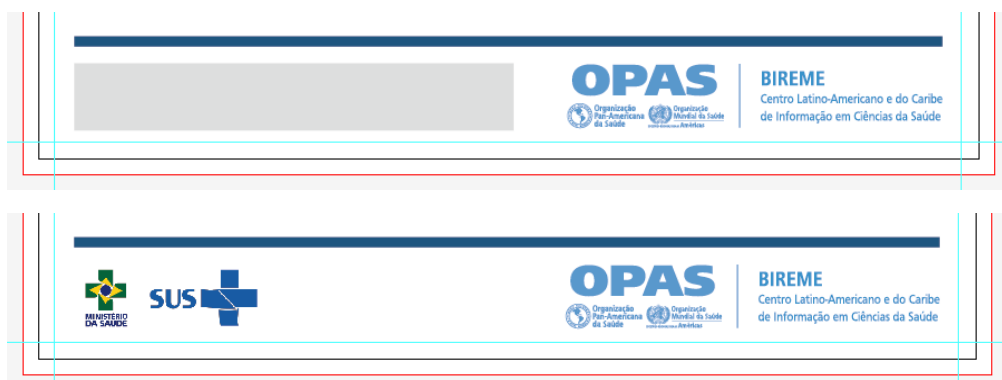 OPAS
Organização
Pan-Americana
da Saúde
Organização
Mundial da Saúde
Américas
BIREME
Centro Latino-Americano e do Caribe
de Informação em Ciências da Saúde
MINISTÉRIO
DA SAÚDE
SUS
OPAS
Organização
Pan-Americana
da Saúde
Organização
Mundial da Saúde
Américas
BIREME
Centro Latino-Americano e do Caribe
de Informação em Ciências da Saúde